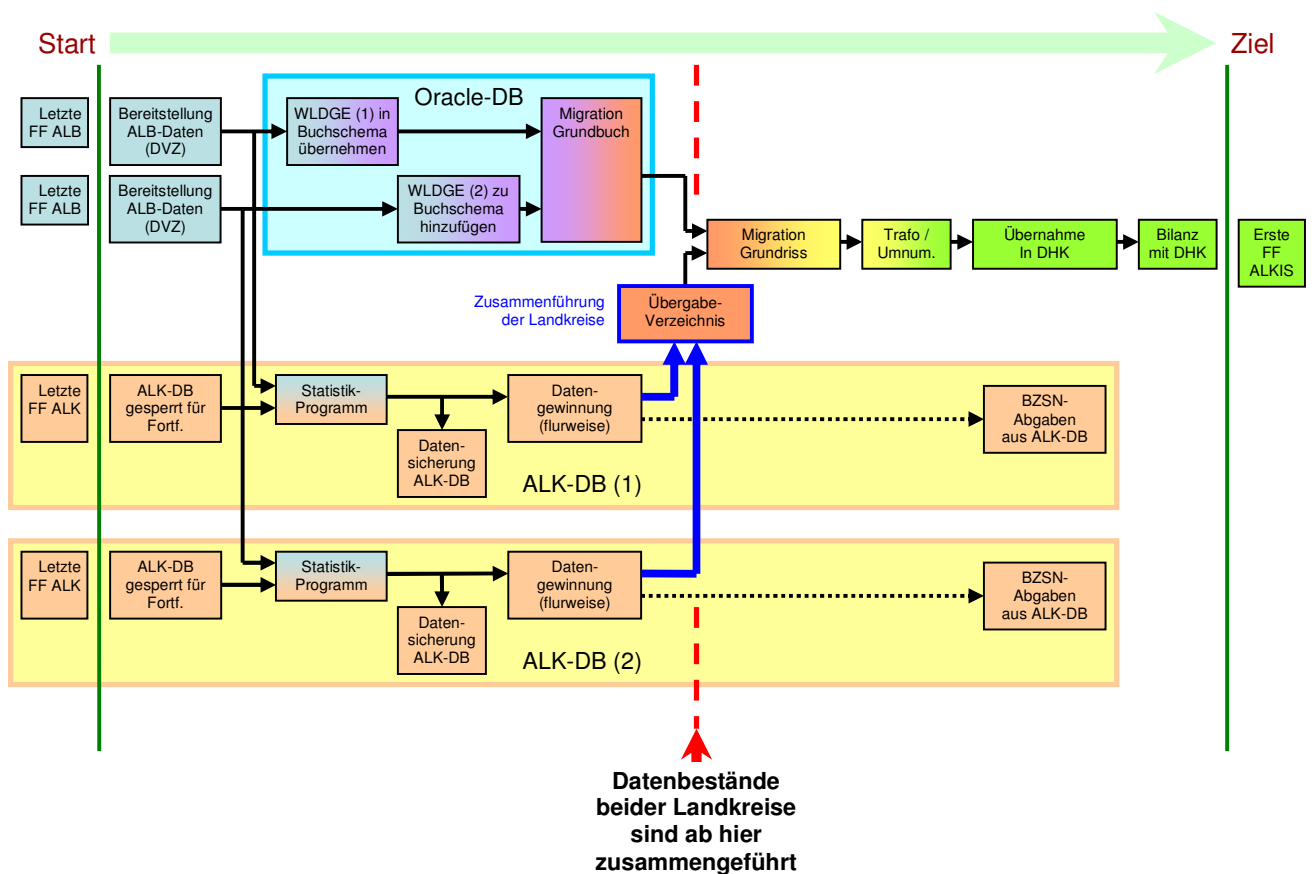 Start
Ziel
Oracle-DB
Letzte
FF ALB
Bereitstellung
ALB-Daten
(DVZ)
WLDGE (1) in
Buchschema
übernehmen
Migration
Grundbuch
Letzte
FF ALB
Bereitstellung
ALB-Daten
(DVZ)
WLDGE (2) zu
Buchschema
hinzufügen
Migration
Grundriss
Trafo /
Umnum.
Übernahme
In DHK
Bilanz
mit DHK
Erste
FF
ALKIS
Zusammenführung
der Landkreise
Übergabe-
Verzeichnis
Letzte
FF ALK
ALK-DB
gesperrt für
Fortf.
Statistik-
Programm
Daten-
gewinnung
(flurweise)
BZSN-
Abgaben
aus ALK-DB
Daten-
sicherung
ALK-DB
ALK-DB (1)
Letzte
FF ALK
ALK-DB
gesperrt für
Fortf.
Statistik-
Programm
Daten-
gewinnung
(flurweise)
BZSN-
Abgaben
aus ALK-DB
Daten-
sicherung
ALK-DB
ALK-DB (2)
Datenbestände
beider Landkreise
sind ab hier
zusammengeführt